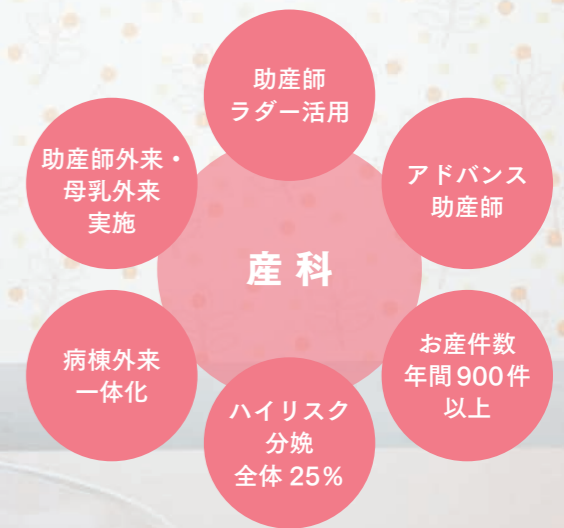 助産師
ラダー活用
アドバンス
助産師
お産件数
年間900件
以上
ハイリスク
分娩
全体25%
病棟外来
一体化
助産師外来・
母乳外来
実施
産科